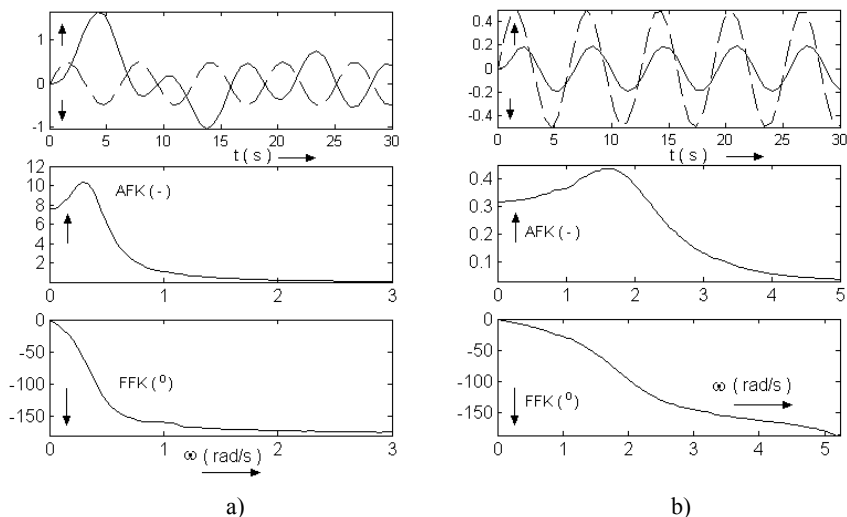 1
0
-1
0 5 10 15 20 25 30
t ( s )
12
10
8
6
4
2
AFK ( - )
0 1 2 3
0
-50
-100
-150
FFK ( º )
0 1 2 3
ω ( rad/s )
a)
0.4
0.2
0
-0.2
-0.4
0 5 10 15 20 25 30
t ( s )
0.4
0.3
0.2
0.1
AFK ( - )
0 1 2 3 4 5
0
-50
-100
-150
ω ( rad/s )
FFK ( º )
0 1 2 3 4 5
b)